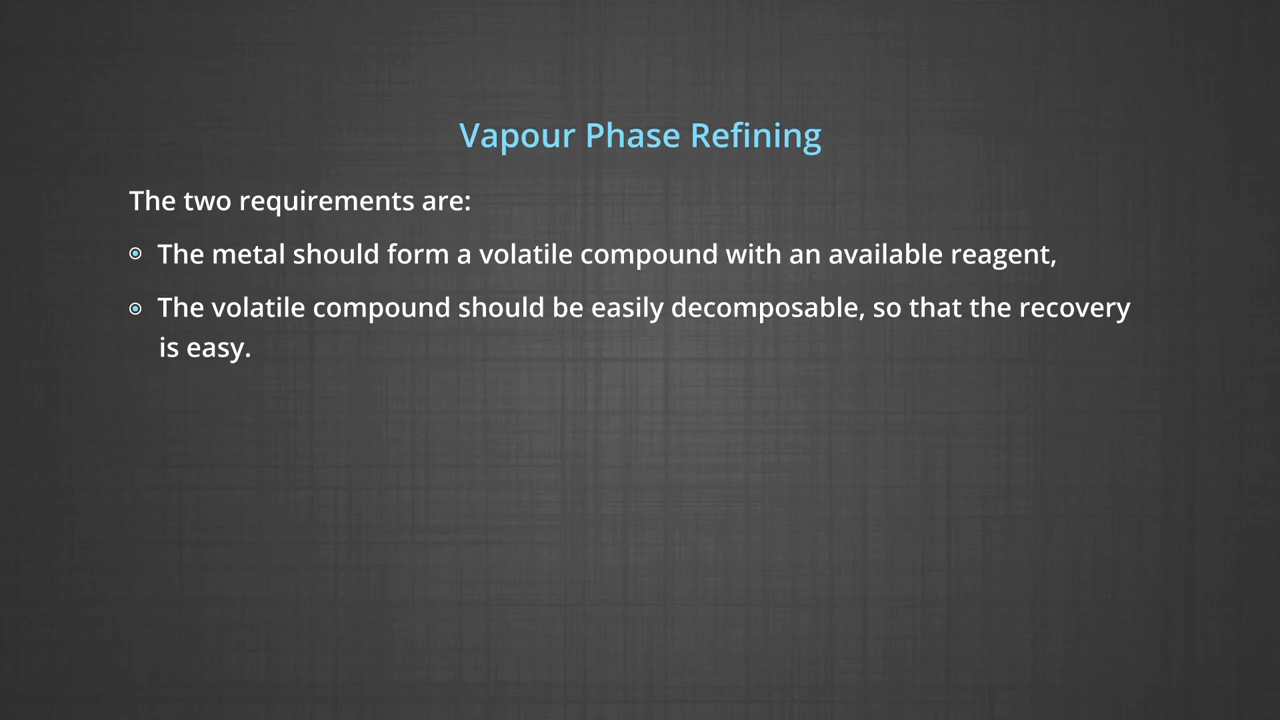 Vapour Phase Refining
The two requirements are:
The metal should form a volatile compound with an available reagent,
The volatile compound should be easily decomposable, so that the recovery
is easy.